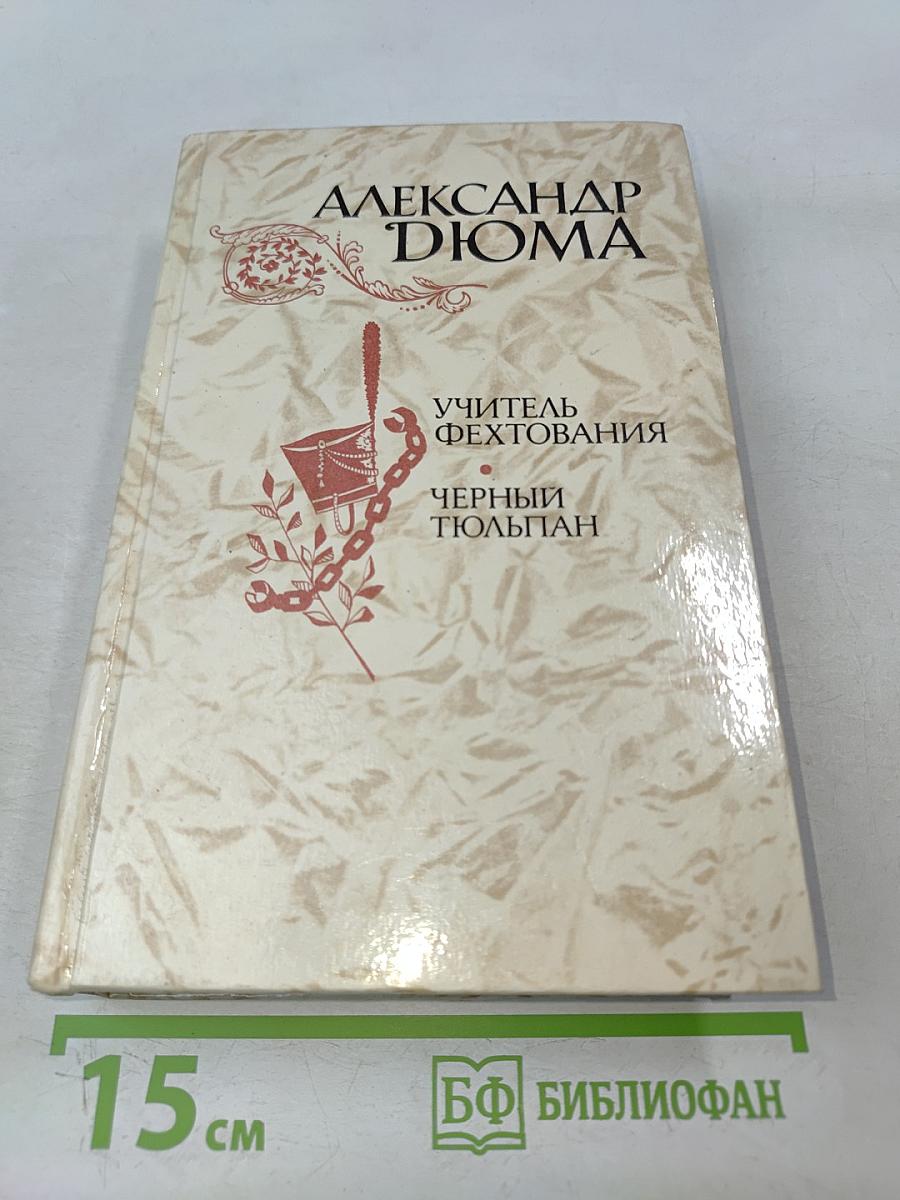 АЛЕКСАНДР
ДЮМА
УЧИТЕЛЬ
ФЕХТОВАНИЯ
ЧЕРНЫЙ
ТЮЛЬПАН
15 см
БФ БИБЛИОФАН